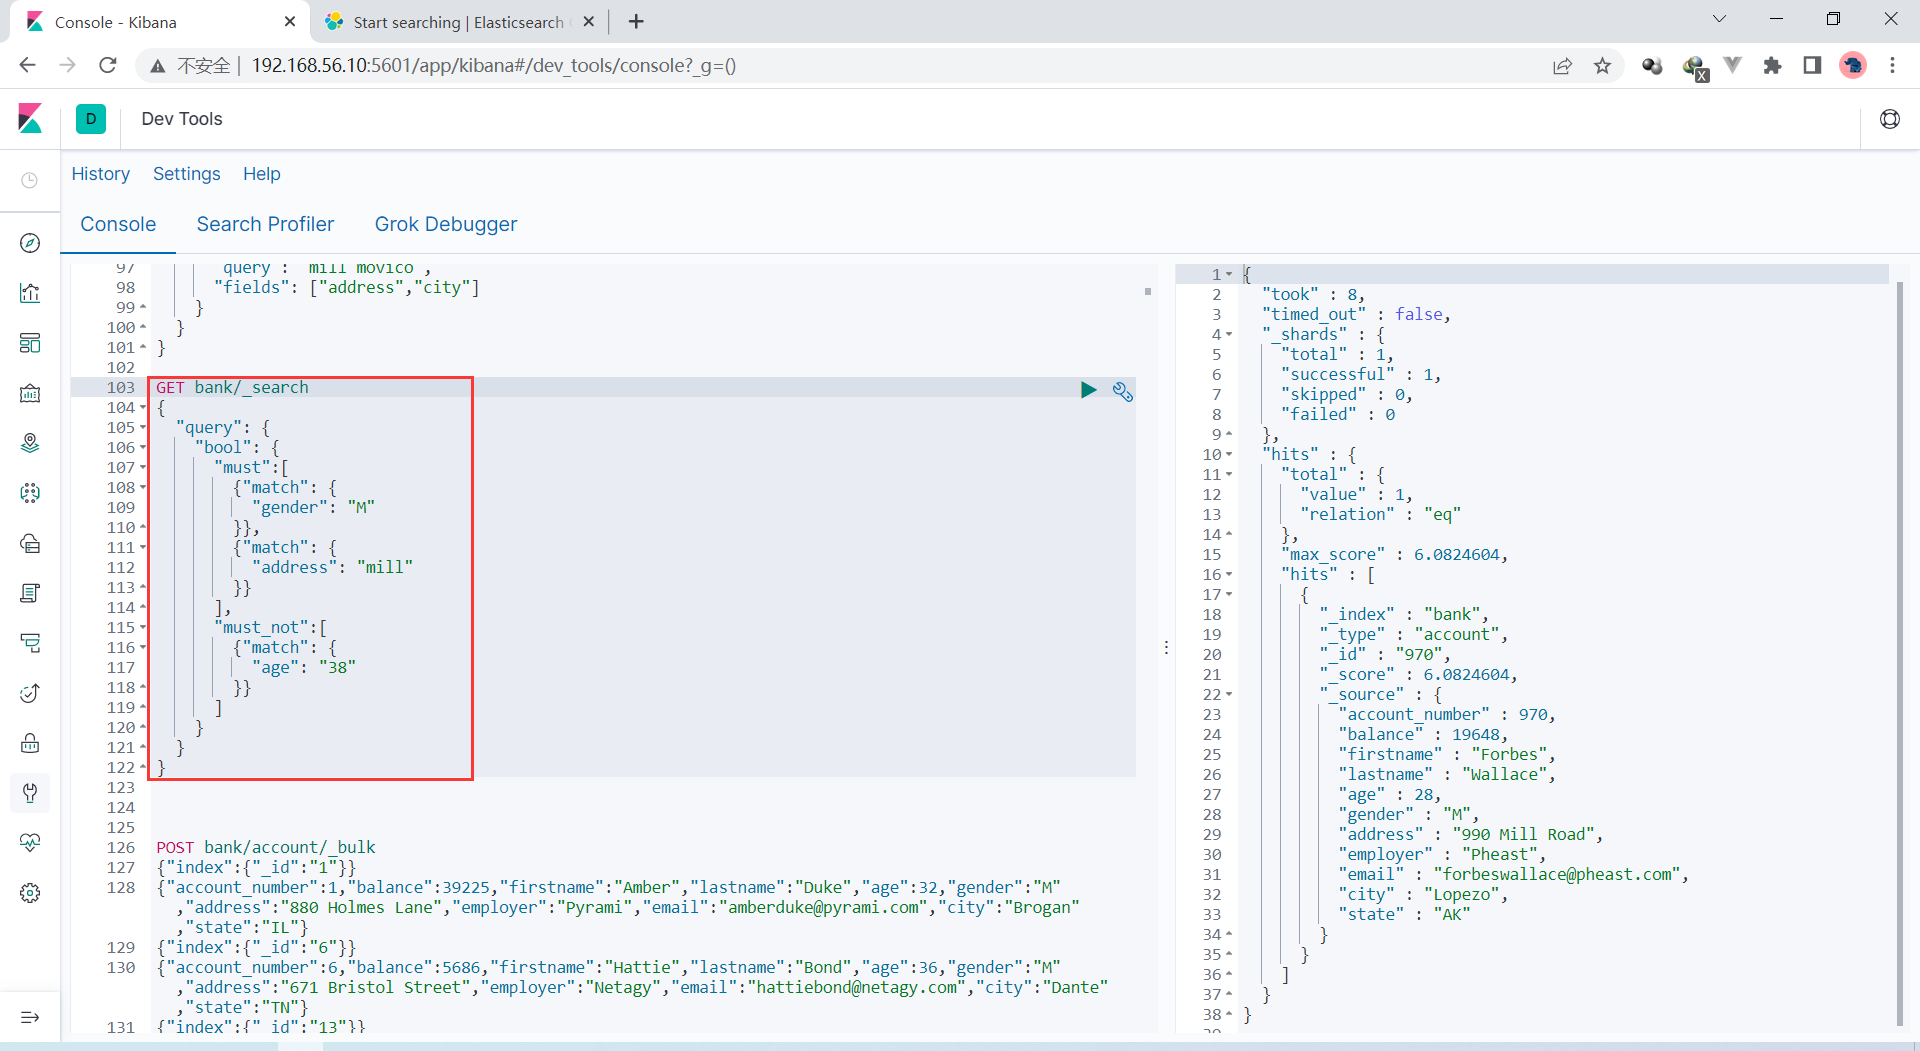 Console - Kibana
Start searching | Elasticsearch
不安全 | 192.168.56.10:5601/app/kibana#/dev_tools/console?_g=()
X
D
Dev Tools
History Settings Help
Console Search Profiler Grok Debugger
97 query : mill movico ,
98 "fields": ["address","city"]
99 }
100 }
101 }
102
103 GET bank/_search
104 {
105 "query": {
106 "bool": {
107 "must":[
108 {"match": {
109 "gender": "M"
110 }},
111 {"match": {
112 "address": "mill"
113 }}
114 ],
115 "must_not":[
116 {"match": {
117 "age": "38"
118 }}
119 ]
120 }
121 }
122 }
123
124
125
126 POST bank/account/_bulk
127 {"index":{"_id":"1"}}
128 {"account_number":1,"balance":39225,"firstname":"Amber","lastname":"Duke","age":32,"gender":"M"
,"address":"880 Holmes Lane","employer":"Pyrami","email":"amberduke@pyrami.com","city":"Brogan"
,"state":"IL"}
129 {"index":{"_id":"6"}}
130 {"account_number":6,"balance":5686,"firstname":"Hattie","lastname":"Bond","age":36,"gender":"M"
,"address":"671 Bristol Street","employer":"Netagy","email":"hattiebond@netagy.com","city":"Dante"
,"state":"TN"}
131 {"index":{"_id":"13"}}
1 {
2 "took" : 8,
3 "timed_out" : false,
4 "_shards" : {
5 "total" : 1,
6 "successful" : 1,
7 "skipped" : 0,
8 "failed" : 0
9 },
10 "hits" : {
11 "total" : {
12 "value" : 1,
13 "relation" : "eq"
14 },
15 "max_score" : 6.0824604,
16 "hits" : [
17 {
18 "_index" : "bank",
19 "_type" : "account",
20 "_id" : "970",
21 "_score" : 6.0824604,
22 "_source" : {
23 "account_number" : 970,
24 "balance" : 19648,
25 "firstname" : "Forbes",
26 "lastname" : "Wallace",
27 "age" : 28,
28 "gender" : "M",
29 "address" : "990 Mill Road",
30 "employer" : "Pheast",
31 "email" : "forbeswallace@pheast.com",
32 "city" : "Lopezo",
33 "state" : "AK"
34 }
35 }
36 ]
37 }
38 }